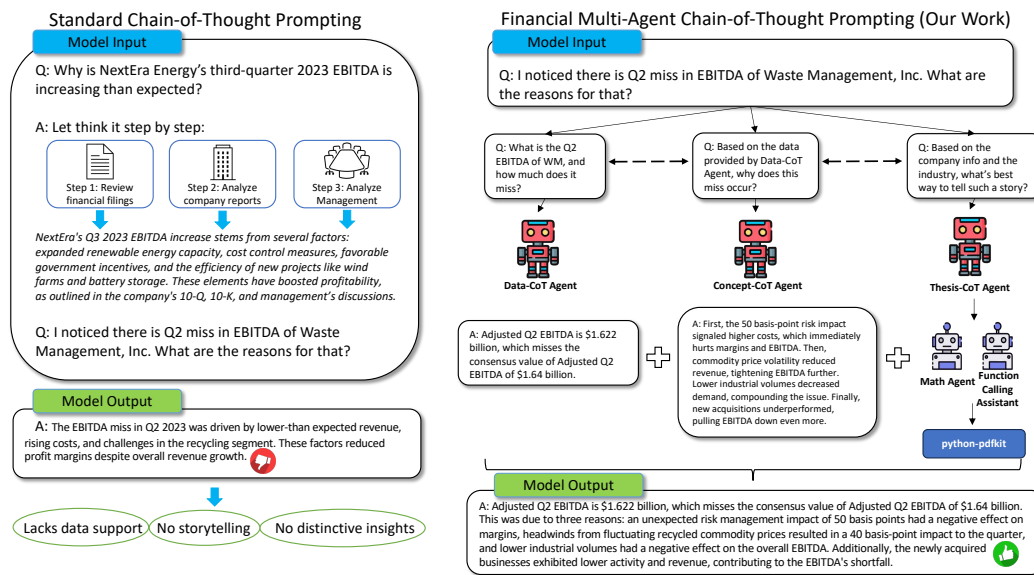 Standard Chain-of-Thought Prompting
Model Input
Q: Why is NextEra Energy's third-quarter 2023 EBITDA is
increasing than expected?
A: Let think it step by step:
Step 1: Review
financial filings
Step 2: Analyze
company reports
Step 3: Analyze
Management
NextEra's Q3 2023 EBITDA increase stems from several factors:
expanded renewable energy capacity, cost control measures, favorable
government incentives, and the efficiency of new projects like wind
farms and battery storage. These elements have boosted profitability,
as outlined in the company's 10-Q, 10-K, and management's discussions.
Q: I noticed there is Q2 miss in EBITDA of Waste
Management, Inc. What are the reasons for that?
Model Output
A: The EBITDA miss in Q2 2023 was driven by lower-than expected revenue,
rising costs, and challenges in the recycling segment. These factors reduced
profit margins despite overall revenue growth.
Lacks data support
No storytelling
No distinctive insights
Financial Multi-Agent Chain-of-Thought Prompting (Our Work)
Model Input
Q: I noticed there is Q2 miss in EBITDA of Waste Management, Inc. What are
the reasons for that?
Q: What is the Q2
EBITDA of WM, and
how much does it
miss?
Q: Based on the data
provided by Data-CoT
Agent, why does this
miss occur?
Q: Based on the
company info and the
industry, what's best
way to tell such a story?
Data-CoT Agent
Concept-CoT Agent
Thesis-CoT Agent
A: Adjusted Q2 EBITDA is $1.622
billion, which misses the
consensus value of Adjusted Q2
EBITDA of $1.64 billion.
A: First, the 50 basis-point risk impact
signaled higher costs, which immediately
hurts margins and EBITDA. Then,
commodity price volatility reduced
revenue, tightening EBITDA further.
Lower industrial volumes decreased
demand, compounding the issue. Finally,
new acquisitions underperformed,
pulling EBITDA down even more.
Math Agent
Function
Calling
Assistant
python-pdfkit
Model Output
A: Adjusted Q2 EBITDA is $1.622 billion, which misses the consensus value of Adjusted Q2 EBITDA of $1.64 billion.
This was due to three reasons: an unexpected risk management impact of 50 basis points had a negative effect on
margins, headwinds from fluctuating recycled commodity prices resulted in a 40 basis-point impact to the quarter,
and lower industrial volumes had a negative effect on the overall EBITDA. Additionally, the newly acquired
businesses exhibited lower activity and revenue, contributing to the EBITDA's shortfall.